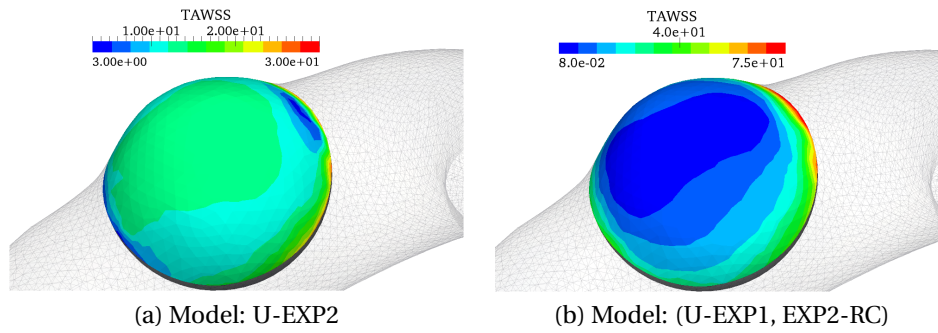 TAWSS
1.00e+01 2.00e+01
3.00e+00 3.00e+01
TAWSS
4.0e+01
8.0e-02 7.5e+01
(a) Model: U-EXP2
(b) Model: (U-EXP1, EXP2-RC)